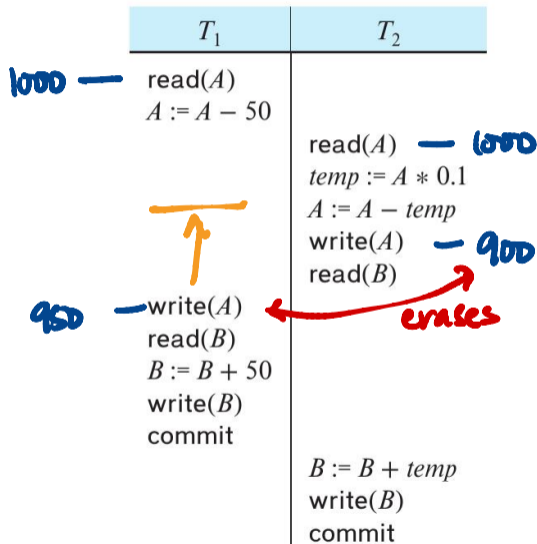 T₁ T₂
1000 — read(A)
A := A – 50
read(A) — 1000
temp := A * 0.1
A := A – temp
write(A) — 900
read(B)
950 — write(A)
erases
read(B)
B := B + 50
write(B)
commit
B := B + temp
write(B)
commit